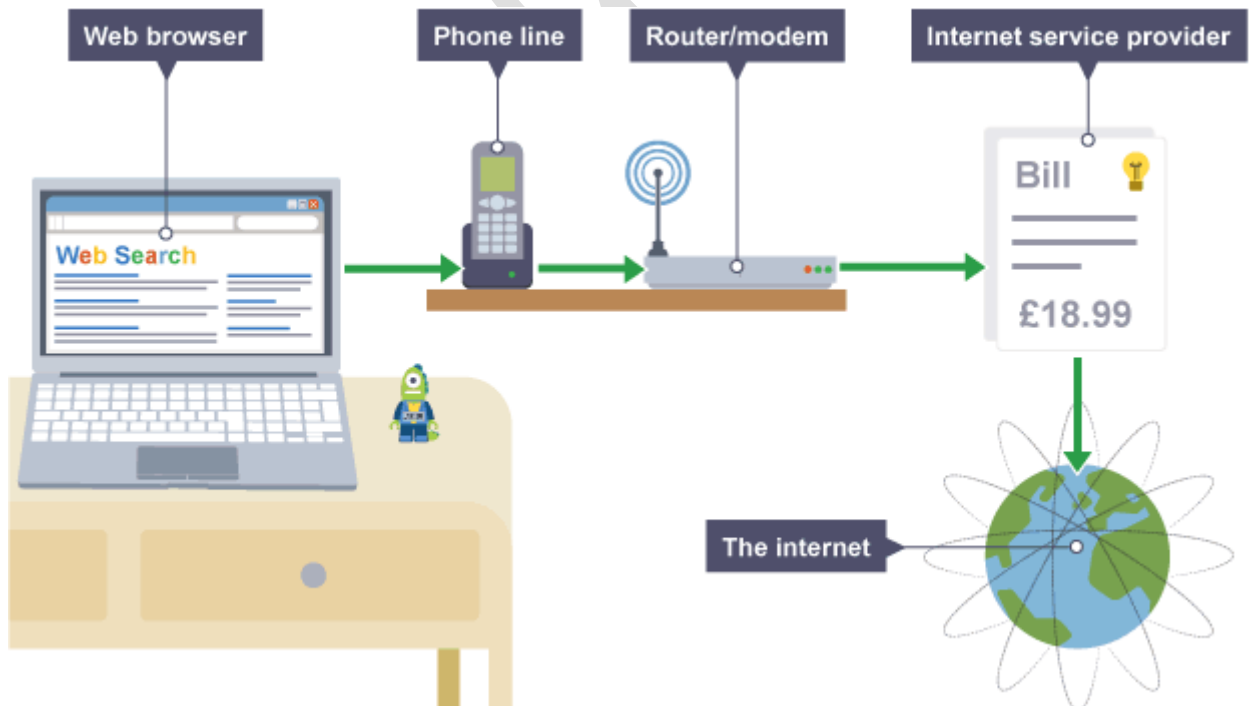 Web browser
Phone line
Router/modem
Internet service provider
Web Search
Bill
£18.99
The internet